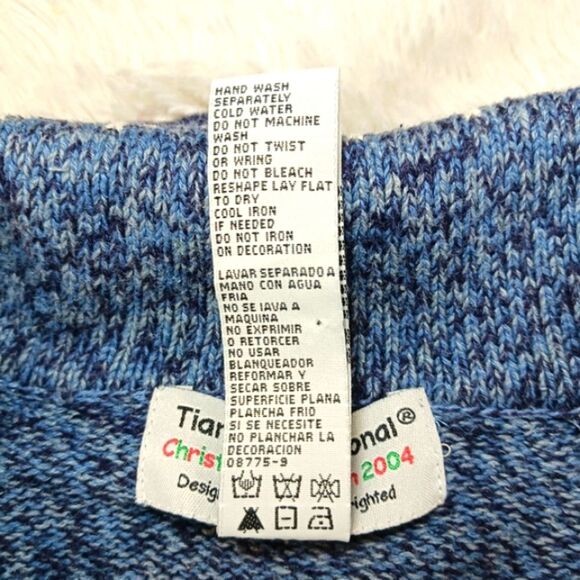 HAND WASH
SEPARATELY
COLD WATER
DO NOT MACHINE
WASH
DO NOT TWIST
OR WRING
DO NOT BLEACH
RESHAPE LAY FLAT
TO DRY
COOL IRON
IF NEEDED
DO NOT IRON
ON DECORATION
LAVAR SEPARADO A
MANO CON AGUA
FRIA
NO SE IAVA A
MAQUINA
NO EXPRIMIR
O RETORCER
NO USAR
BLANQUEADOR
REFORMAR Y
SECAR SOBRE
SUPERFICIE PLANA
PLANCHA FRIO
SI SE NECESITE
NO PLANCHAR LA
DECORACION
08775-9
Tiar onal®
Christ n 2004
Desig righted